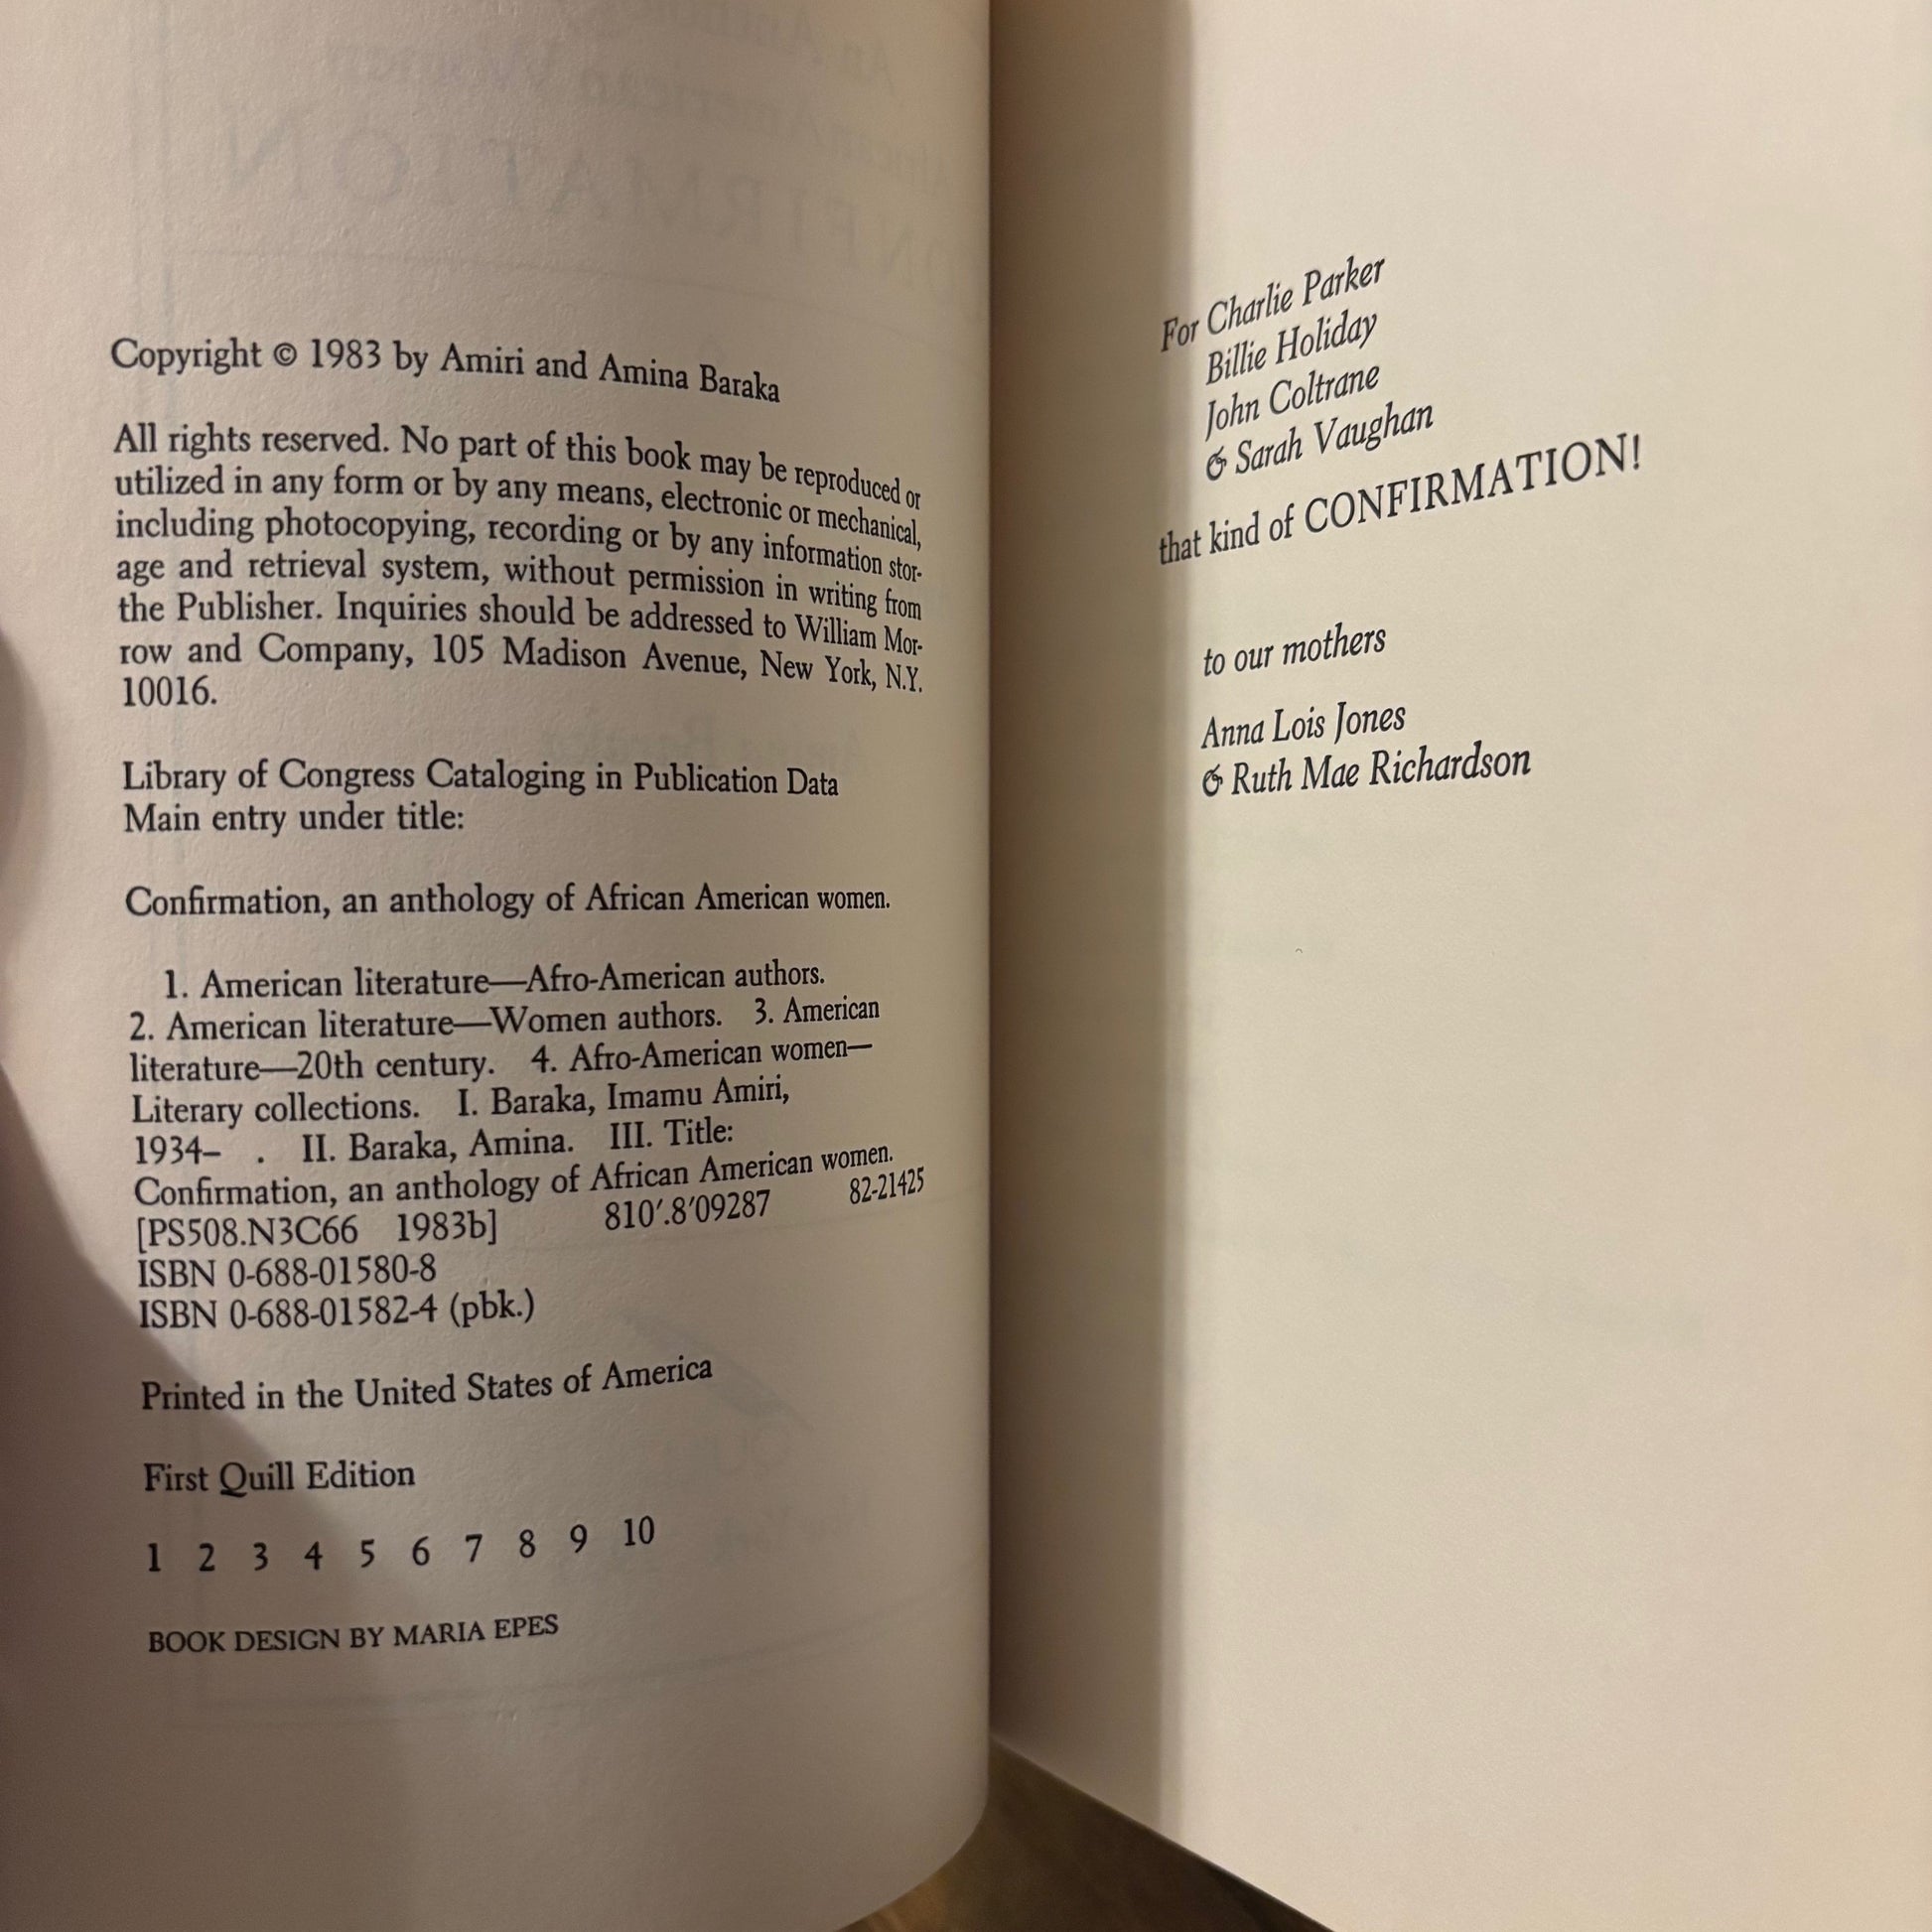 Copyright © 1983 by Amiri and Amina Baraka
All rights reserved. No part of this book may be reproduced or
utilized in any form or by any means, electronic or mechanical,
including photocopying, recording or by any information stor-
age and retrieval system, without permission in writing from
the Publisher. Inquiries should be addressed to William Mor-
row and Company, 105 Madison Avenue, New York, N.Y.
10016.
Library of Congress Cataloging in Publication Data
Main entry under title:
Confirmation, an anthology of African American women.
1. American literature—Afro-American authors.
2. American literature—Women authors. 3. American
literature—20th century. 4. Afro-American women—
Literary collections. I. Baraka, Imamu Amiri,
1934– . II. Baraka, Amina. III. Title:
Confirmation, an anthology of African American women.
[PS508.N3C66 1983b] 810′.8′09287 82-21425
ISBN 0-688-01580-8
ISBN 0-688-01582-4 (pbk.)
Printed in the United States of America
First Quill Edition
1 2 3 4 5 6 7 8 9 10
BOOK DESIGN BY MARIA EPES
For Charlie Parker
Billie Holiday
John Coltrane
& Sarah Vaughan
that kind of CONFIRMATION!
to our mothers
Anna Lois Jones
& Ruth Mae Richardson